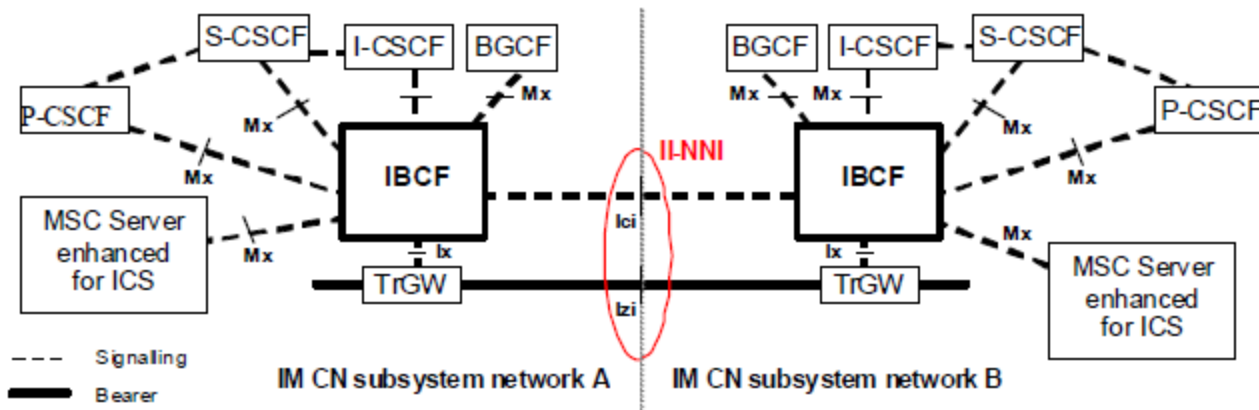 S-CSCF
I-CSCF
BGCF
BGCF
I-CSCF
S-CSCF
P-CSCF
P-CSCF
Mx
Mx
Mx
Mx
Mx
Mx
II-NNI
IBCF
IBCF
Mx
Mx
MSC Server
enhanced
for ICS
Mx
Ici
Mx
MSC Server
enhanced
for ICS
Ix
Ix
TrGW
TrGW
Izi
Signalling
Bearer
IM CN subsystem network A
IM CN subsystem network B